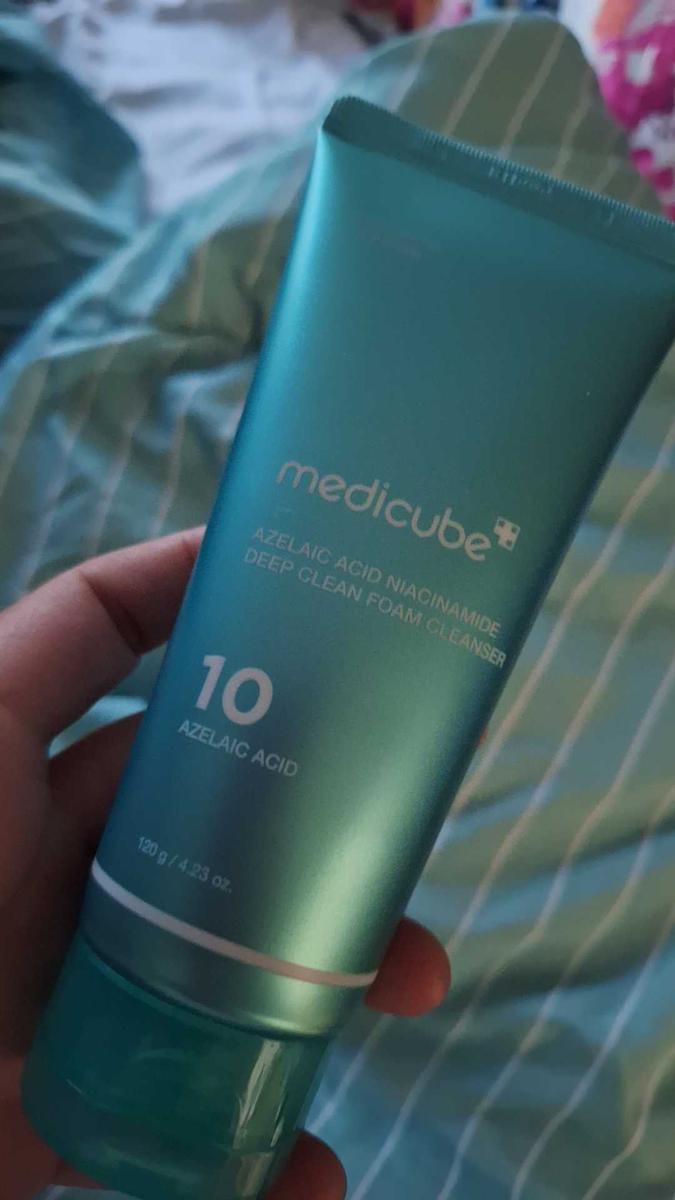 medicube
AZELAIC ACID NIACINAMIDE
DEEP CLEAN FOAM CLEANSER
10
AZELAIC ACID
120 g / 4.23 oz.